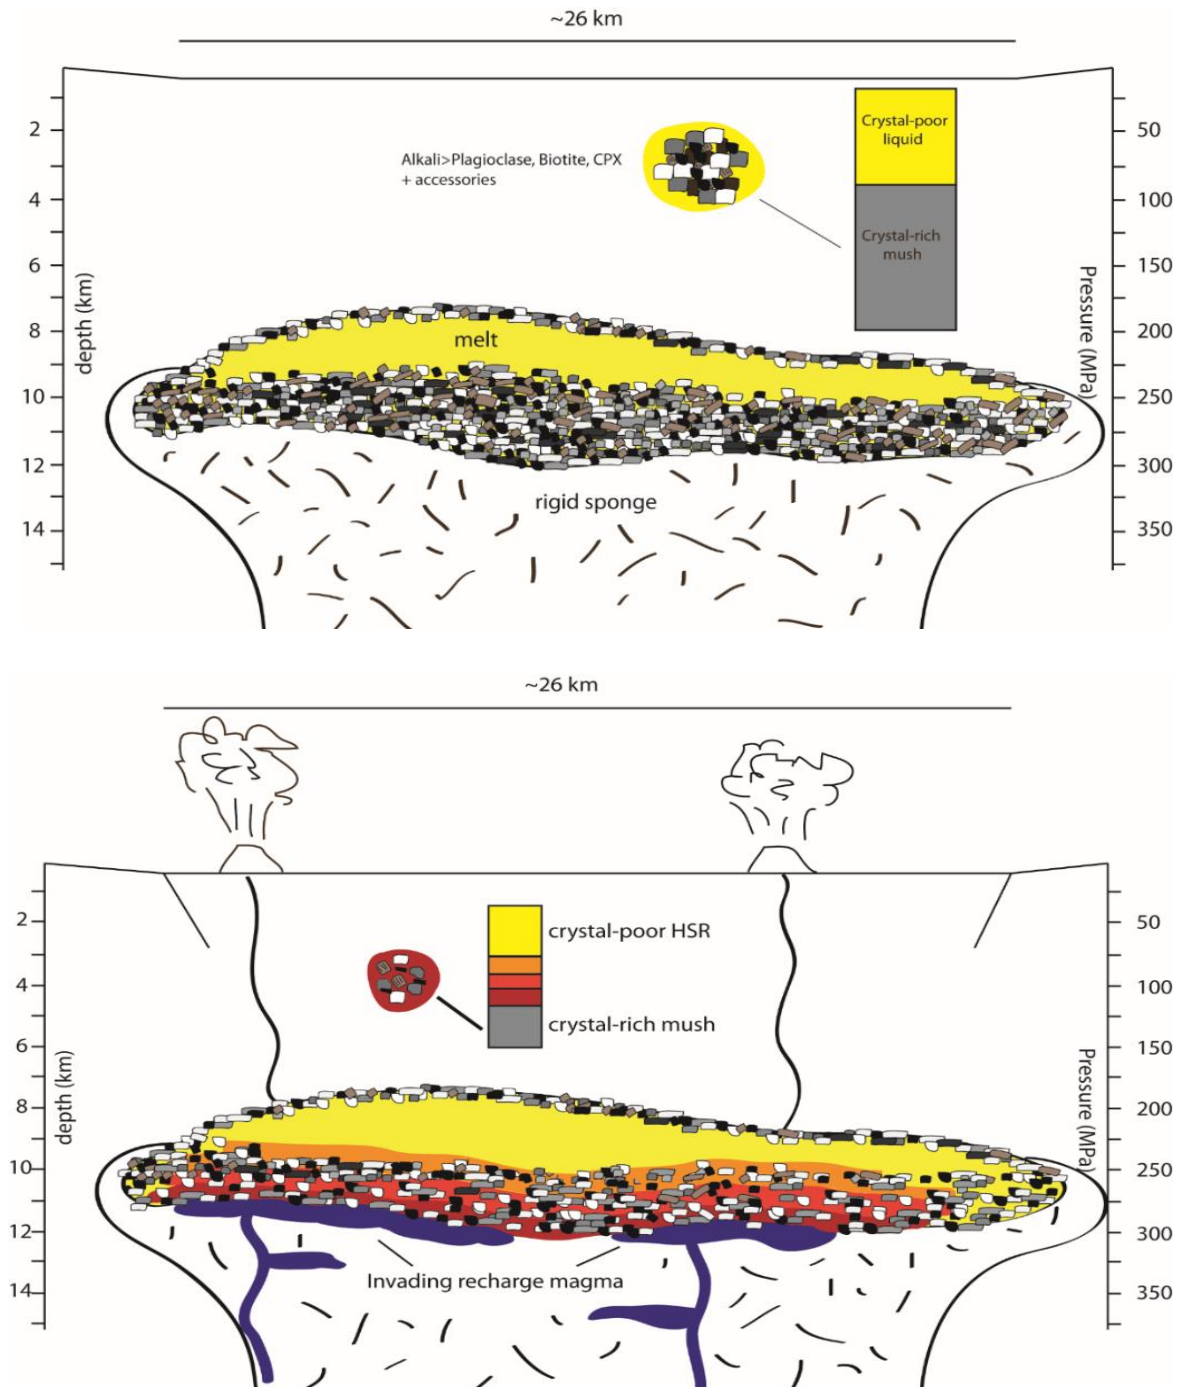 ~26 km
Crystal-poor
liquid
Alkali>Plagioclase, Biotite, CPX
+ accessories
Crystal-rich
mush
2
4
6
8
10
12
14
depth (km)
50
100
150
200
250
300
350
Pressure (MPa)
melt
rigid sponge
~26 km
crystal-poor HSR
crystal-rich mush
2
4
6
8
10
12
14
depth (km)
50
100
150
200
250
300
350
Pressure (MPa)
Invading recharge magma